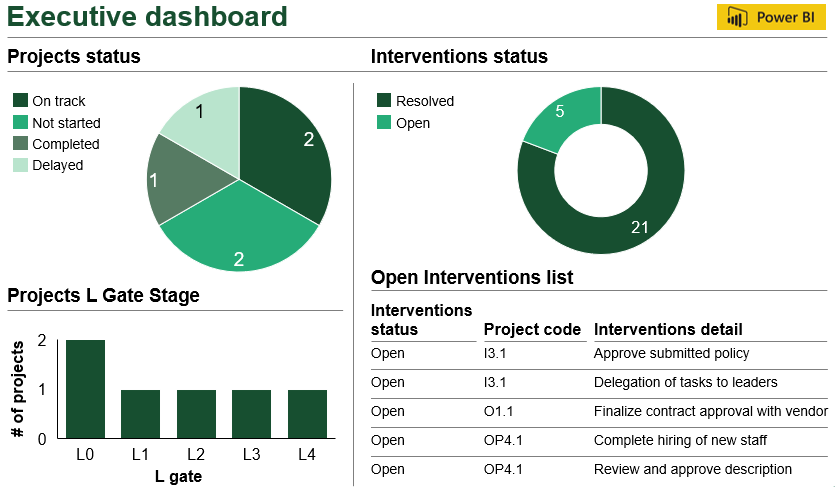 Executive dashboard
Power BI
Projects status
On track
Not started
Completed
Delayed
1
2
1
2
Projects L Gate Stage
# of projects
2
1
0
L0 L1 L2 L3 L4
L gate
Interventions status
Resolved
Open
5
21
Open Interventions list
Interventions
status Project code Interventions detail
Open I3.1 Approve submitted policy
Open I3.1 Delegation of tasks to leaders
Open O1.1 Finalize contract approval with vendor
Open OP4.1 Complete hiring of new staff
Open OP4.1 Review and approve description